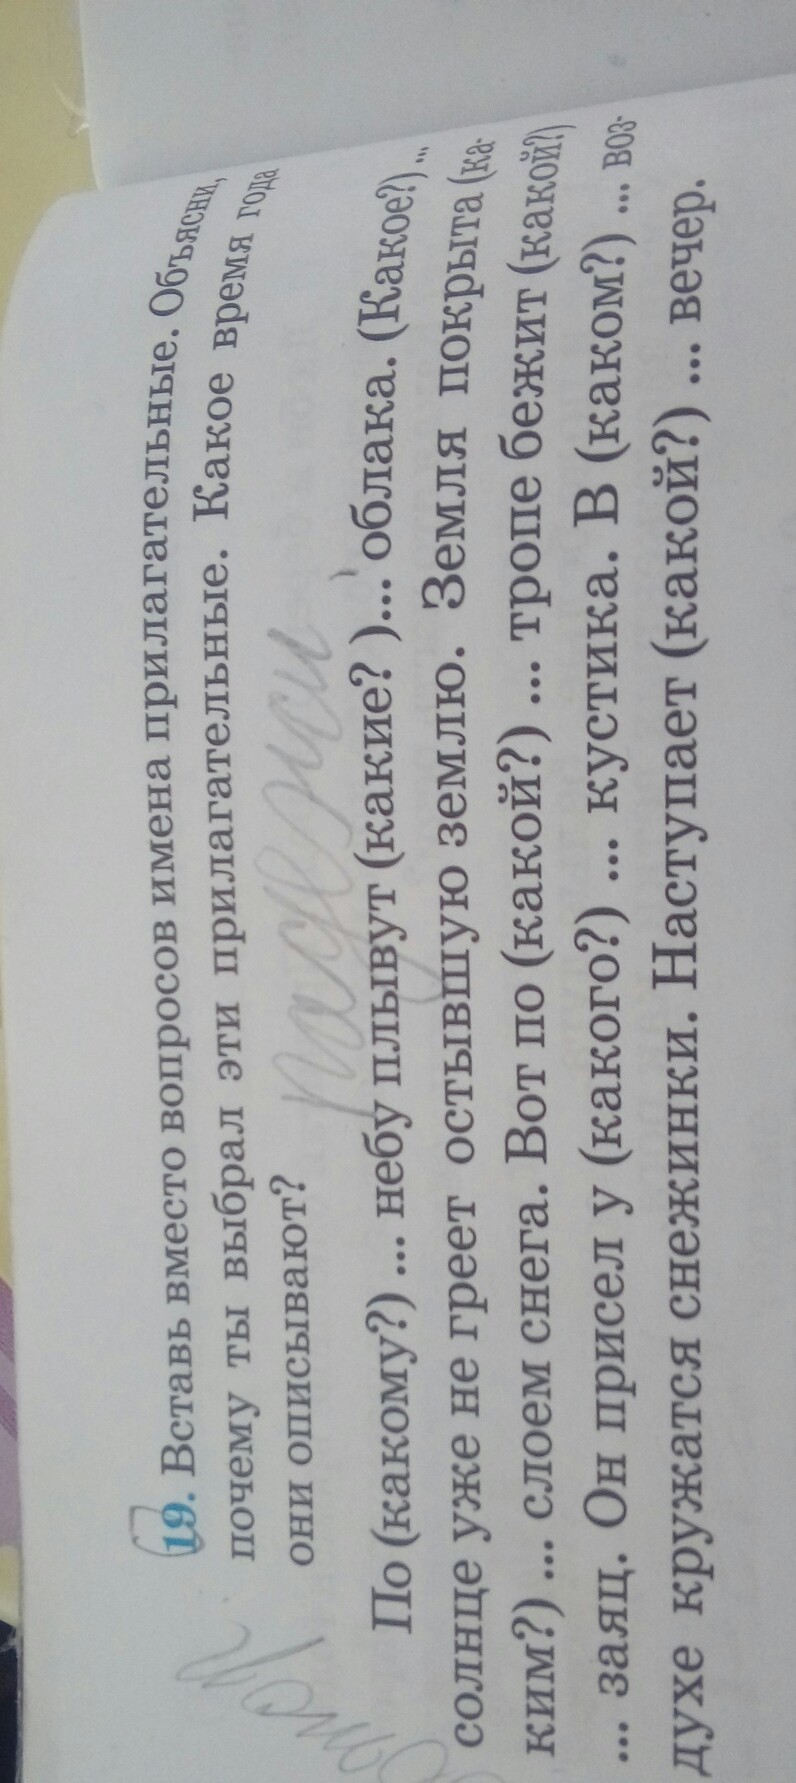 19. Вставь вместо вопросов имена прилагательные. Объясни,
почему ты выбрал эти прилагательные. Какое время года
они описывают?
падежи
По (какому?) ... небу плывут (какие? )... облака. (Какое?) ...
солнце уже не греет остывшую землю. Земля покрыта (ка-
ким?) ... слоем снега. Вот по (какой?) ... тропе бежит (какой?)
... заяц. Он присел у (какого?) ... кустика. В (каком?) ... воз-
духе кружатся снежинки. Наступает (какой?) ... вечер.